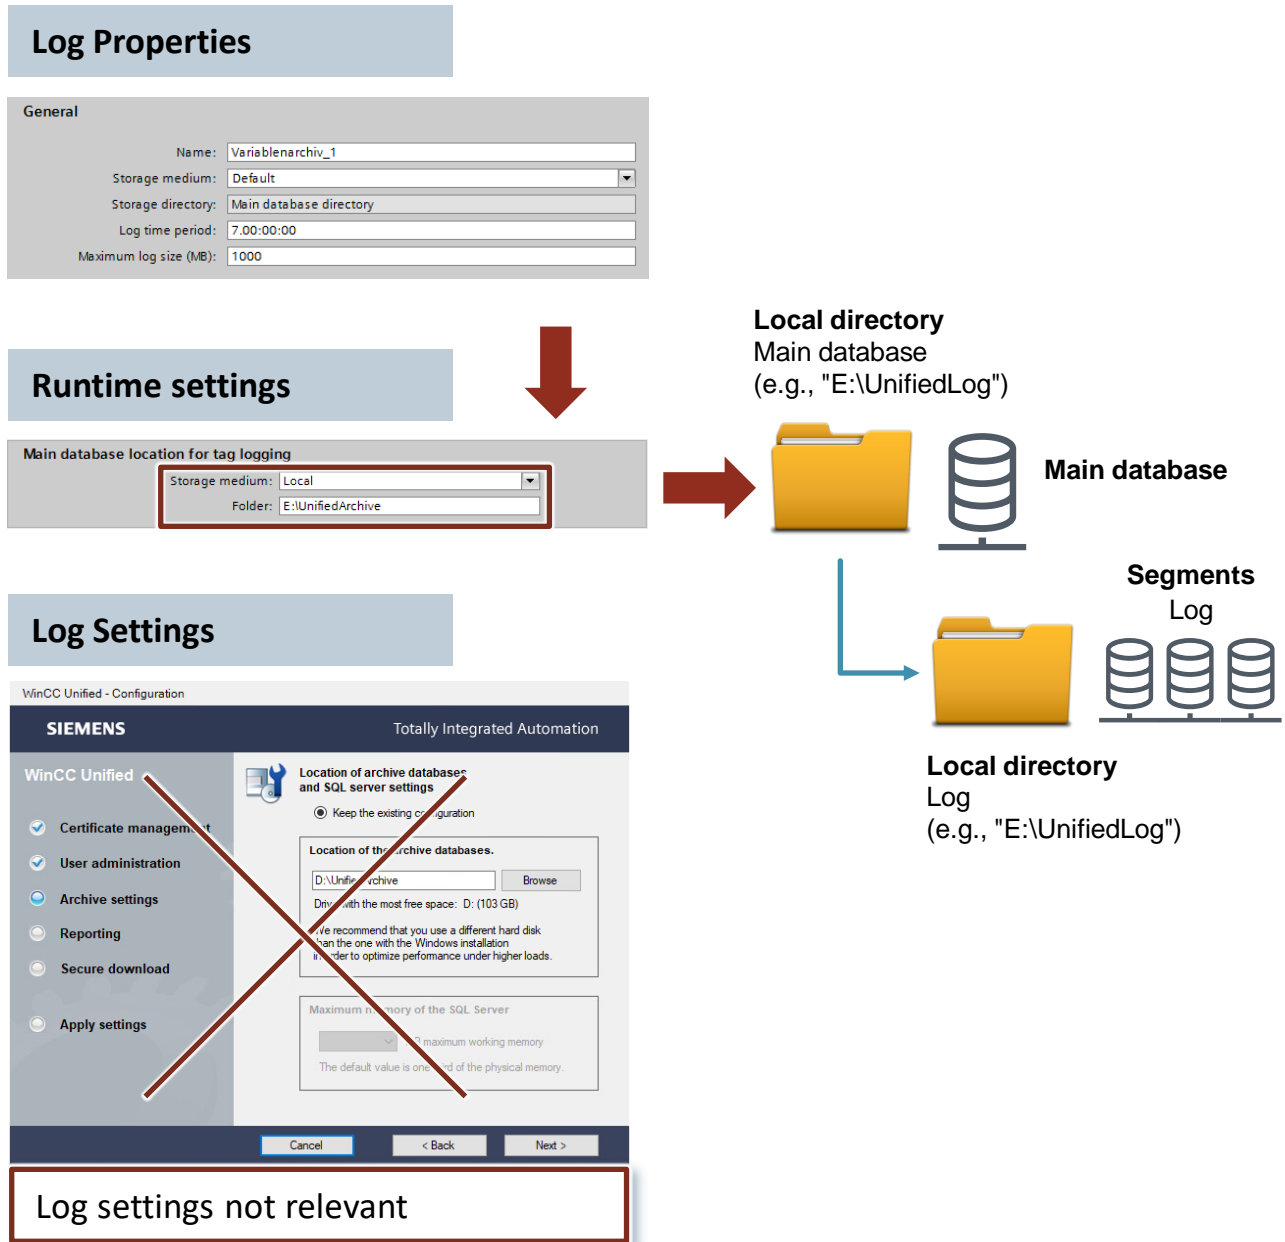 Log Properties
General
Name: Variablenarchiv_1
Storage medium: Default
Storage directory: Main database directory
Log time period: 7.00:00:00
Maximum log size (MB): 1000
Runtime settings
Main database location for tag logging
Storage medium: Local
Folder: E:\UnifiedArchive
Local directory
Main database
(e.g., "E:\UnifiedLog")
Main database
Segments
Log
Local directory
Log
(e.g., "E:\UnifiedLog")
Log Settings
WinCC Unified - Configuration
SIEMENS
Totally Integrated Automation
WinCC Unified
Certificate management
User administration
Archive settings
Reporting
Secure download
Apply settings
Location of archive databases
and SQL server settings
Keep the existing configuration
Location of the archive databases.
D:\UnifiedArchive
Browse
Drive with the most free space: D: (103 GB)
We recommend that you use a different hard disk
than the one with the Windows installation
in order to optimize performance under higher loads.
Maximum memory of the SQL Server
maximum working memory
The default value is one third of the physical memory.
Cancel
< Back
Next >
Log settings not relevant